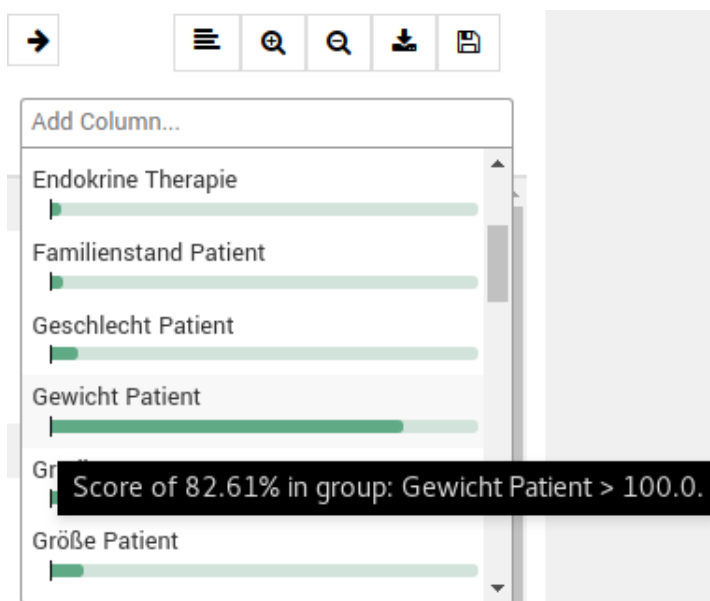 Add Column...
Endokrine Therapie
Familienstand Patient
Geschlecht Patient
Gewicht Patient
Score of 82.61% in group: Gewicht Patient > 100.0.
Größe Patient